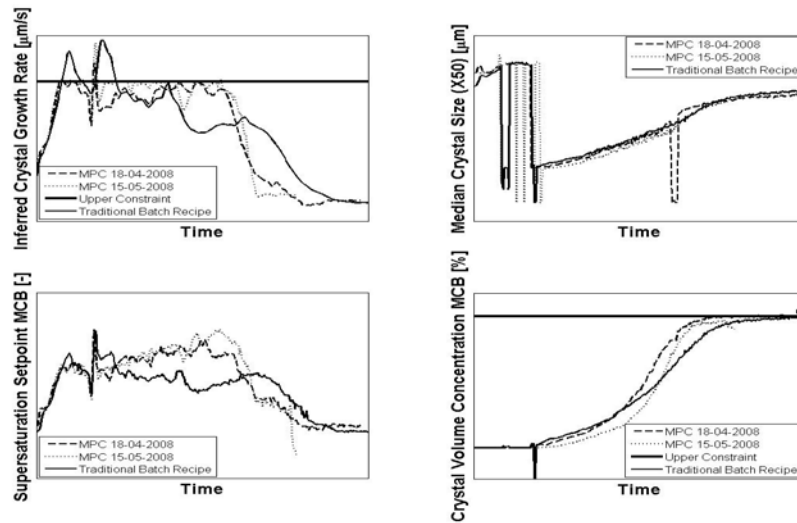 Inferred Crystal Growth Rate [μm/s]
MPC 18-04-2008
MPC 15-05-2008
Upper Constraint
Traditional Batch Recipe
Time
Median Crystal Size (X50) [μm]
MPC 18-04-2008
MPC 15-05-2008
Traditional Batch Recipe
Time
Supersaturation Setpoint MCB [-]
MPC 18-04-2008
MPC 15-05-2008
Traditional Batch Recipe
Time
Crystal Volume Concentration MCB [%]
MPC 18-04-2008
MPC 15-05-2008
Upper Constraint
Traditional Batch Recipe
Time